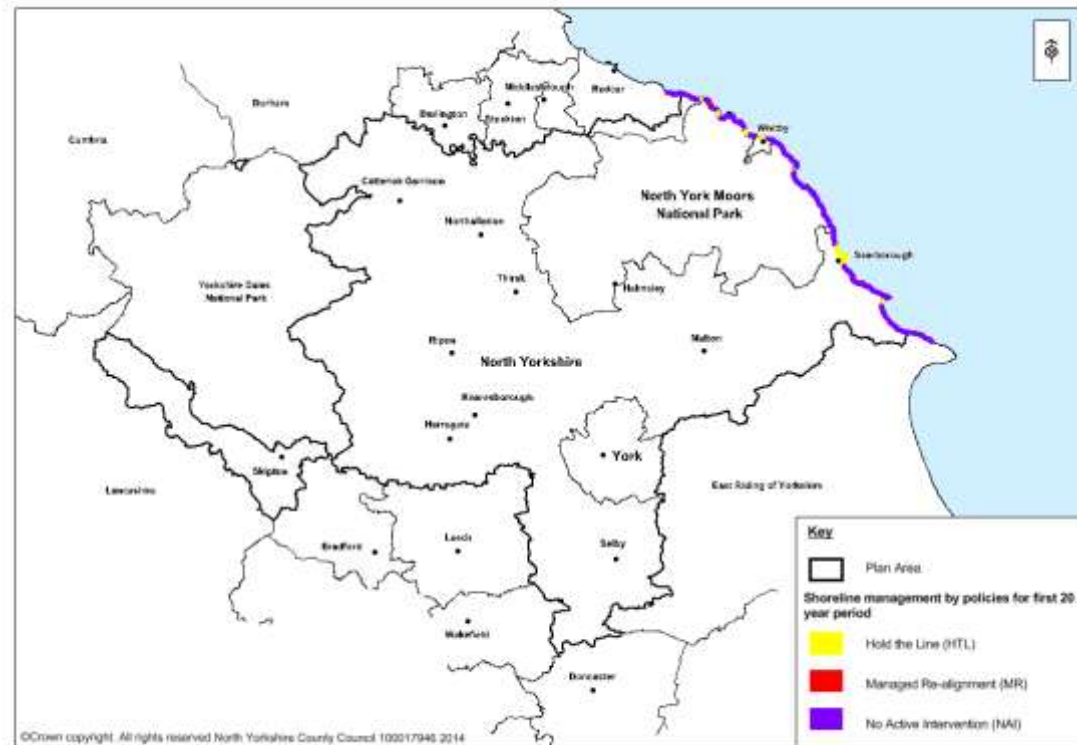 Durham
Cumbria
Middlesbrough
Redcar
Darlington
Stockton
Whitby
Catterick Garrison
North York Moors
National Park
Northallerton
Scarborough
Yorkshire Dales
National Park
Thirsk
Helmsley
Ripon
North Yorkshire
Malton
Knaresborough
Harrogate
York
Skipton
Lancashire
East Riding of Yorkshire
Bradford
Leeds
Selby
Wakefield
Doncaster
Key
Plan Area
Shoreline management by policies for first 20
year period
Hold the Line (HTL)
Managed Re-alignment (MR)
No Active Intervention (NAI)
©Crown copyright. All rights reserved North Yorkshire County Council 100017946 2014